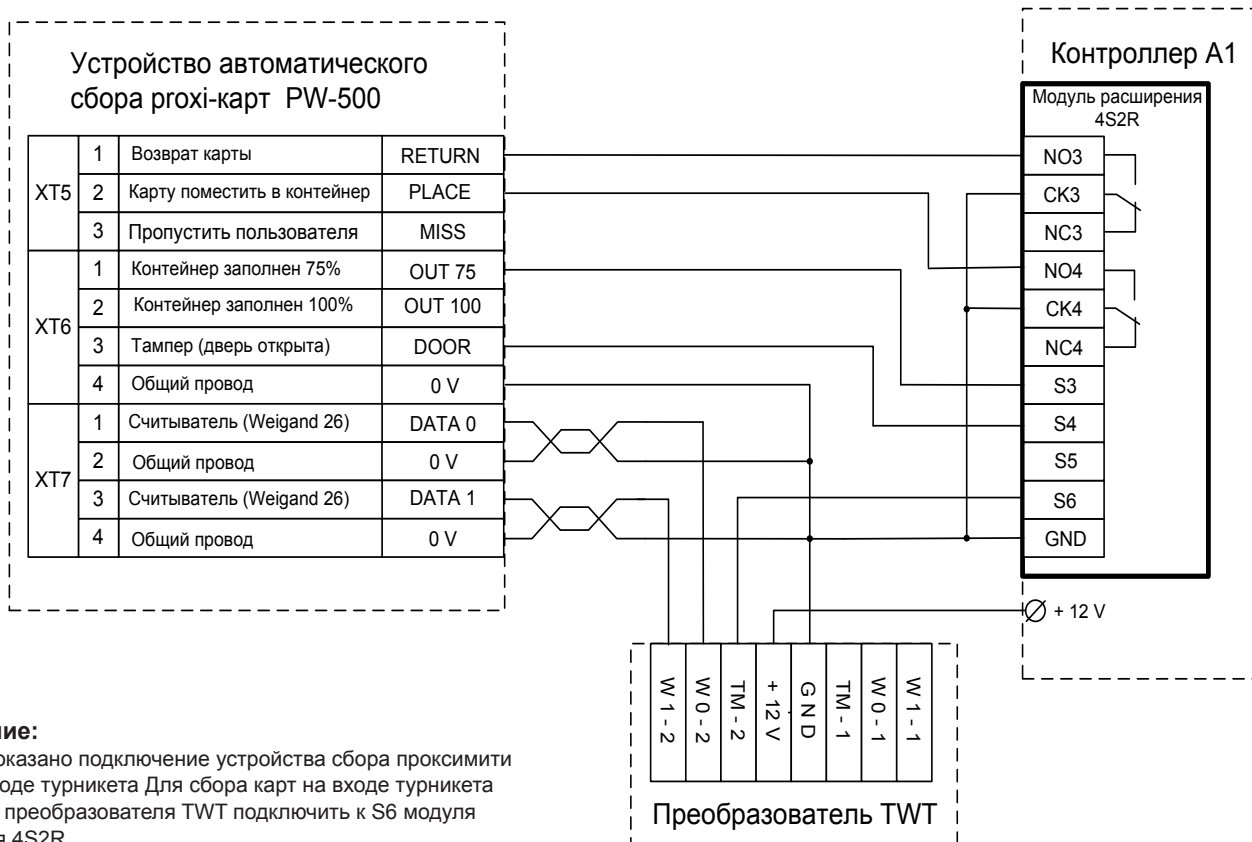 Устройство автоматического
сбора proxi-карт PW-500
XT5
1 Возврат карты RETURN
2 Карту поместить в контейнер PLACE
3 Пропустить пользователя MISS
XT6
1 Контейнер заполнен 75% OUT 75
2 Контейнер заполнен 100% OUT 100
3 Тампер (дверь открыта) DOOR
4 Общий провод 0 V
XT7
1 Считыватель (Weigand 26) DATA 0
2 Общий провод 0 V
3 Считыватель (Weigand 26) DATA 1
4 Общий провод 0 V
Контроллер A1
Модуль расширения
4S2R
NO3
CK3
NC3
NO4
CK4
NC4
S3
S4
S5
S6
GND
+ 12 V
W 1 - 2
W 0 - 2
TM - 2
+ 12 V
G N D
TM - 1
W 0 - 1
W 1 - 1
Преобразователь TWT
подключение устройства сбора проксимити
турникета Для сбора карт на входе турникета
преобразователя TWT подключить к S6 модуля
4S2R